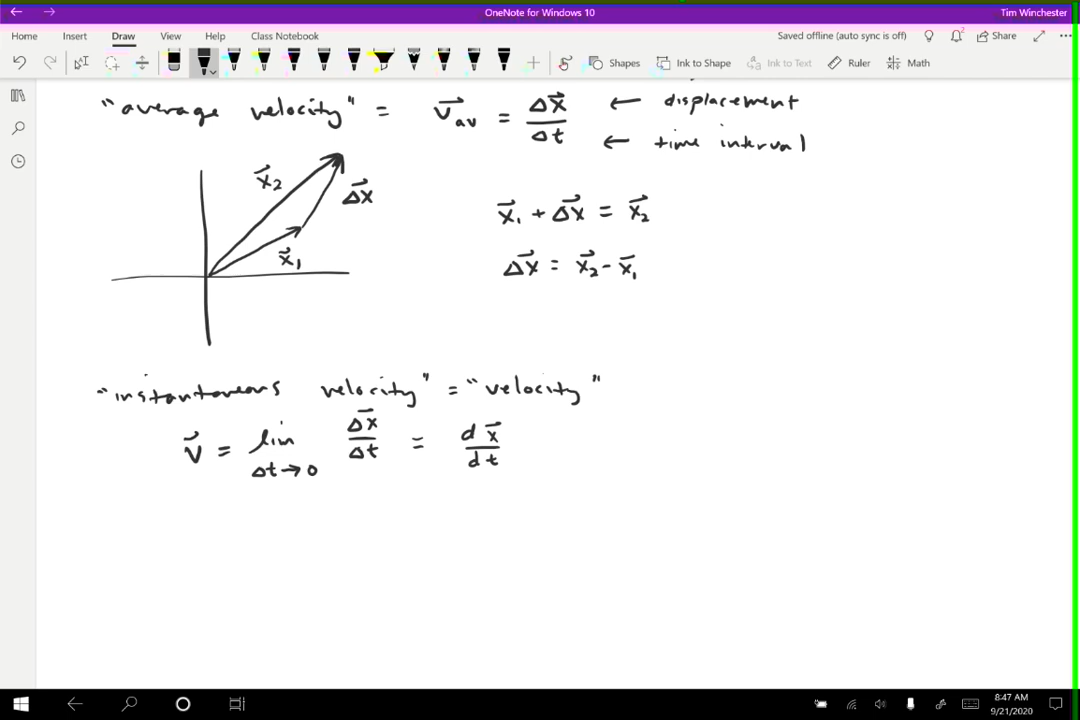 OneNote for Windows 10
Tim Winchester
Home Insert Draw View Help Class Notebook
Saved offline (auto sync is off) Share
Shapes Ink to Shape Ink to Text Ruler Math
"average velocity" = v⃗av = Δx⃗/Δt ← displacement
← time interval
x⃗2
Δx⃗
x⃗1
x⃗1 + Δx⃗ = x⃗2
Δx⃗ = x⃗2 - x⃗1
"instantaneous velocity" = "velocity"
v⃗ = lim Δt→0 Δx⃗/Δt = dx⃗/dt
8:47 AM
9/21/2020